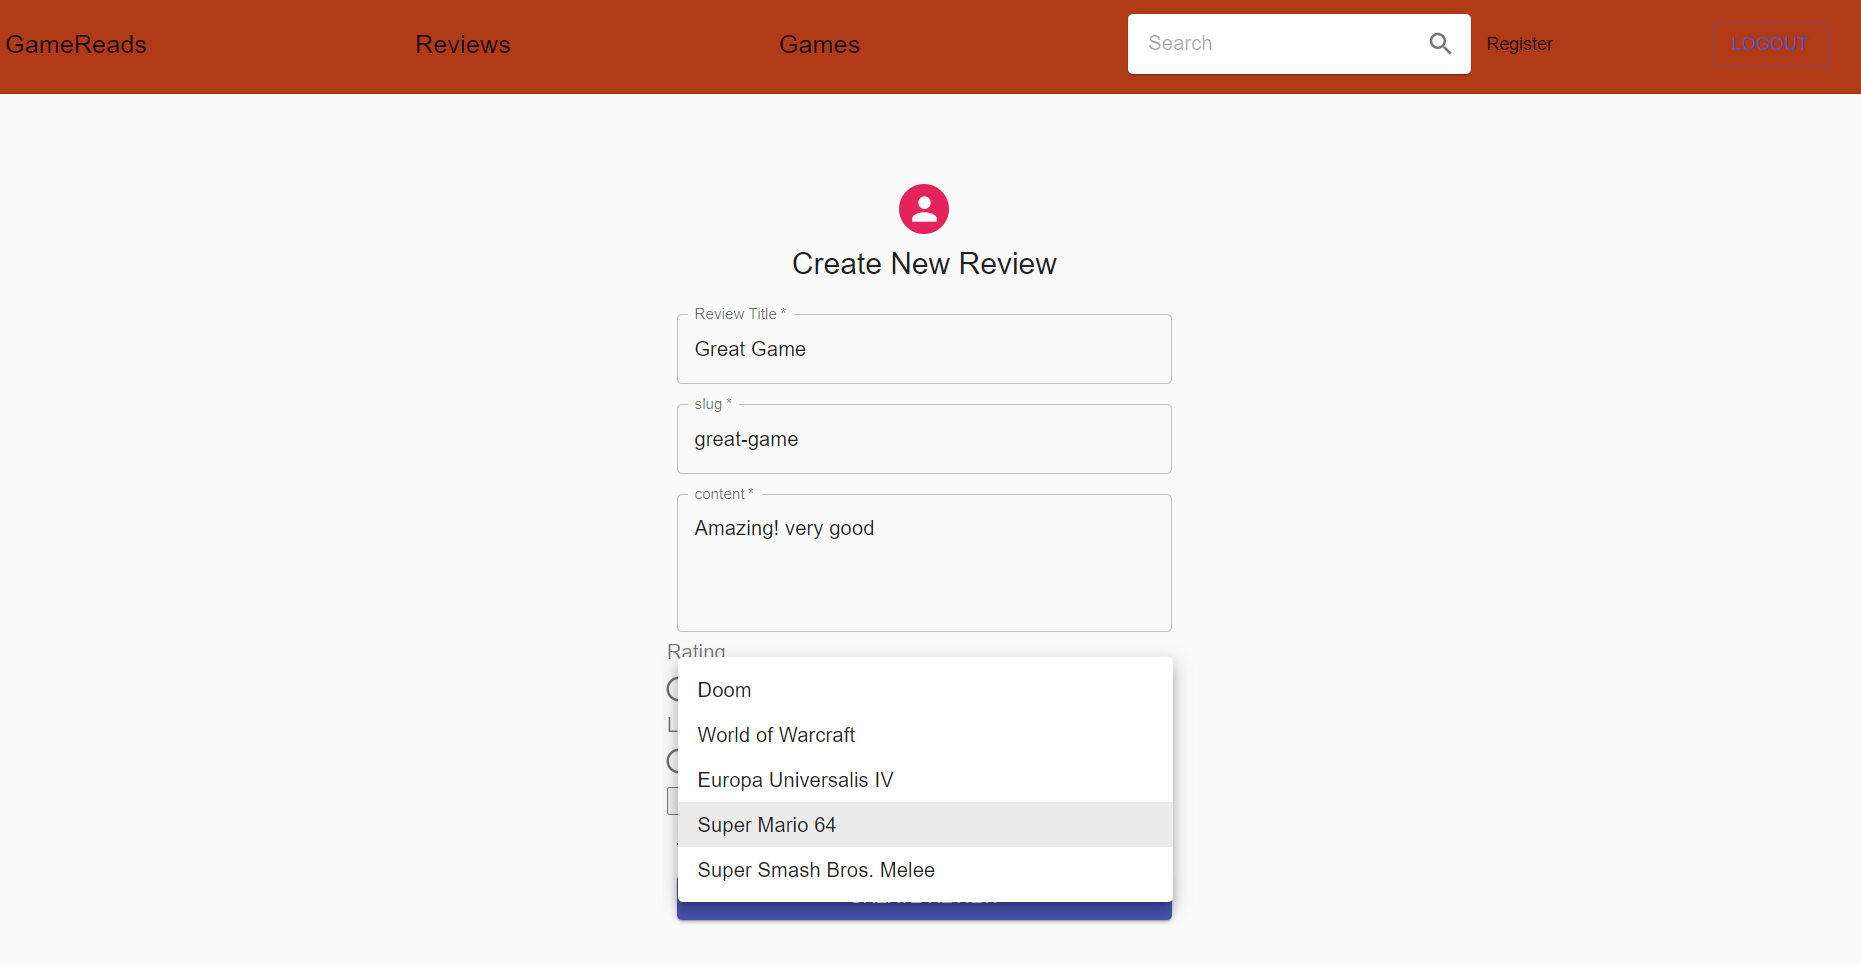 GameReads
Reviews
Games
Search
Register
LOGOUT
Create New Review
Review Title *
Great Game
slug *
great-game
content *
Amazing! very good
Rating
Doom
World of Warcraft
Europa Universalis IV
Super Mario 64
Super Smash Bros. Melee